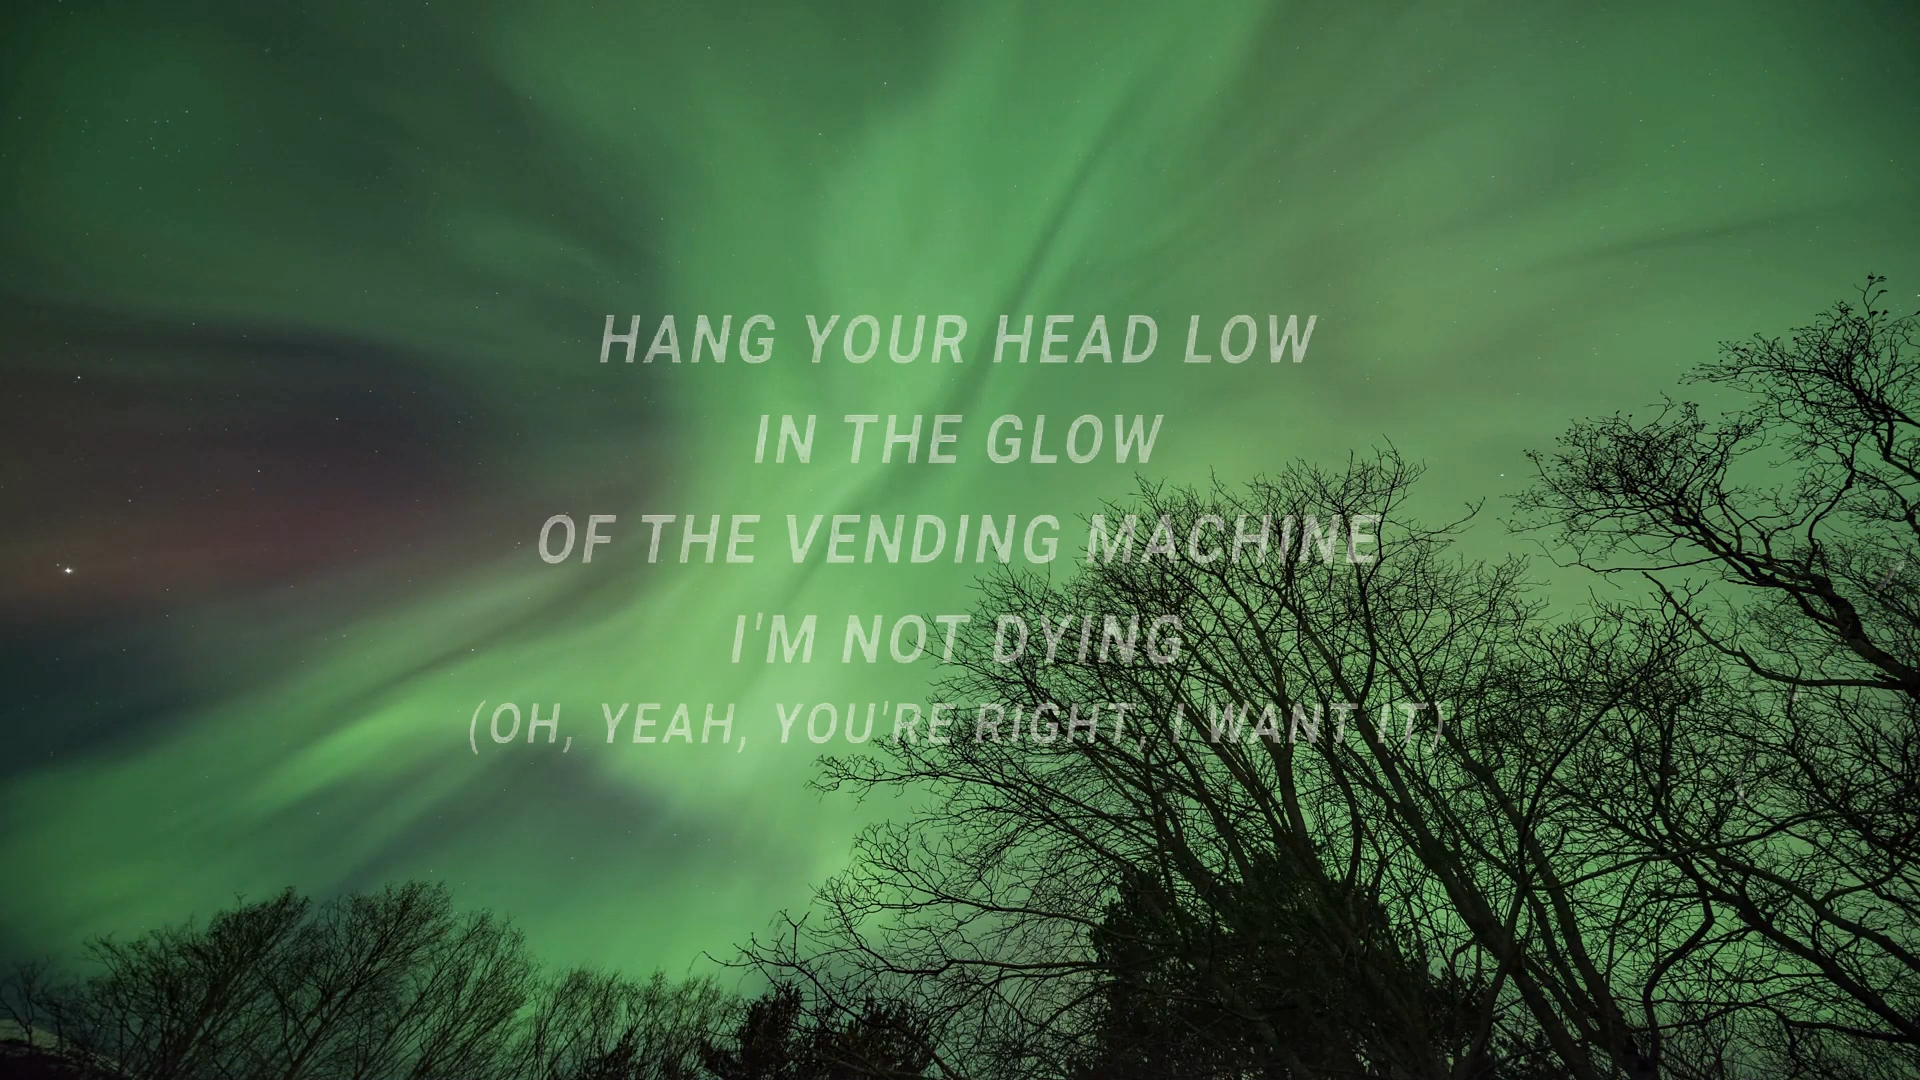 HANG YOUR HEAD LOW
IN THE GLOW
OF THE VENDING MACHINE
I'M NOT DYING
(OH, YEAH, YOU'RE RIGHT, I WANT IT)